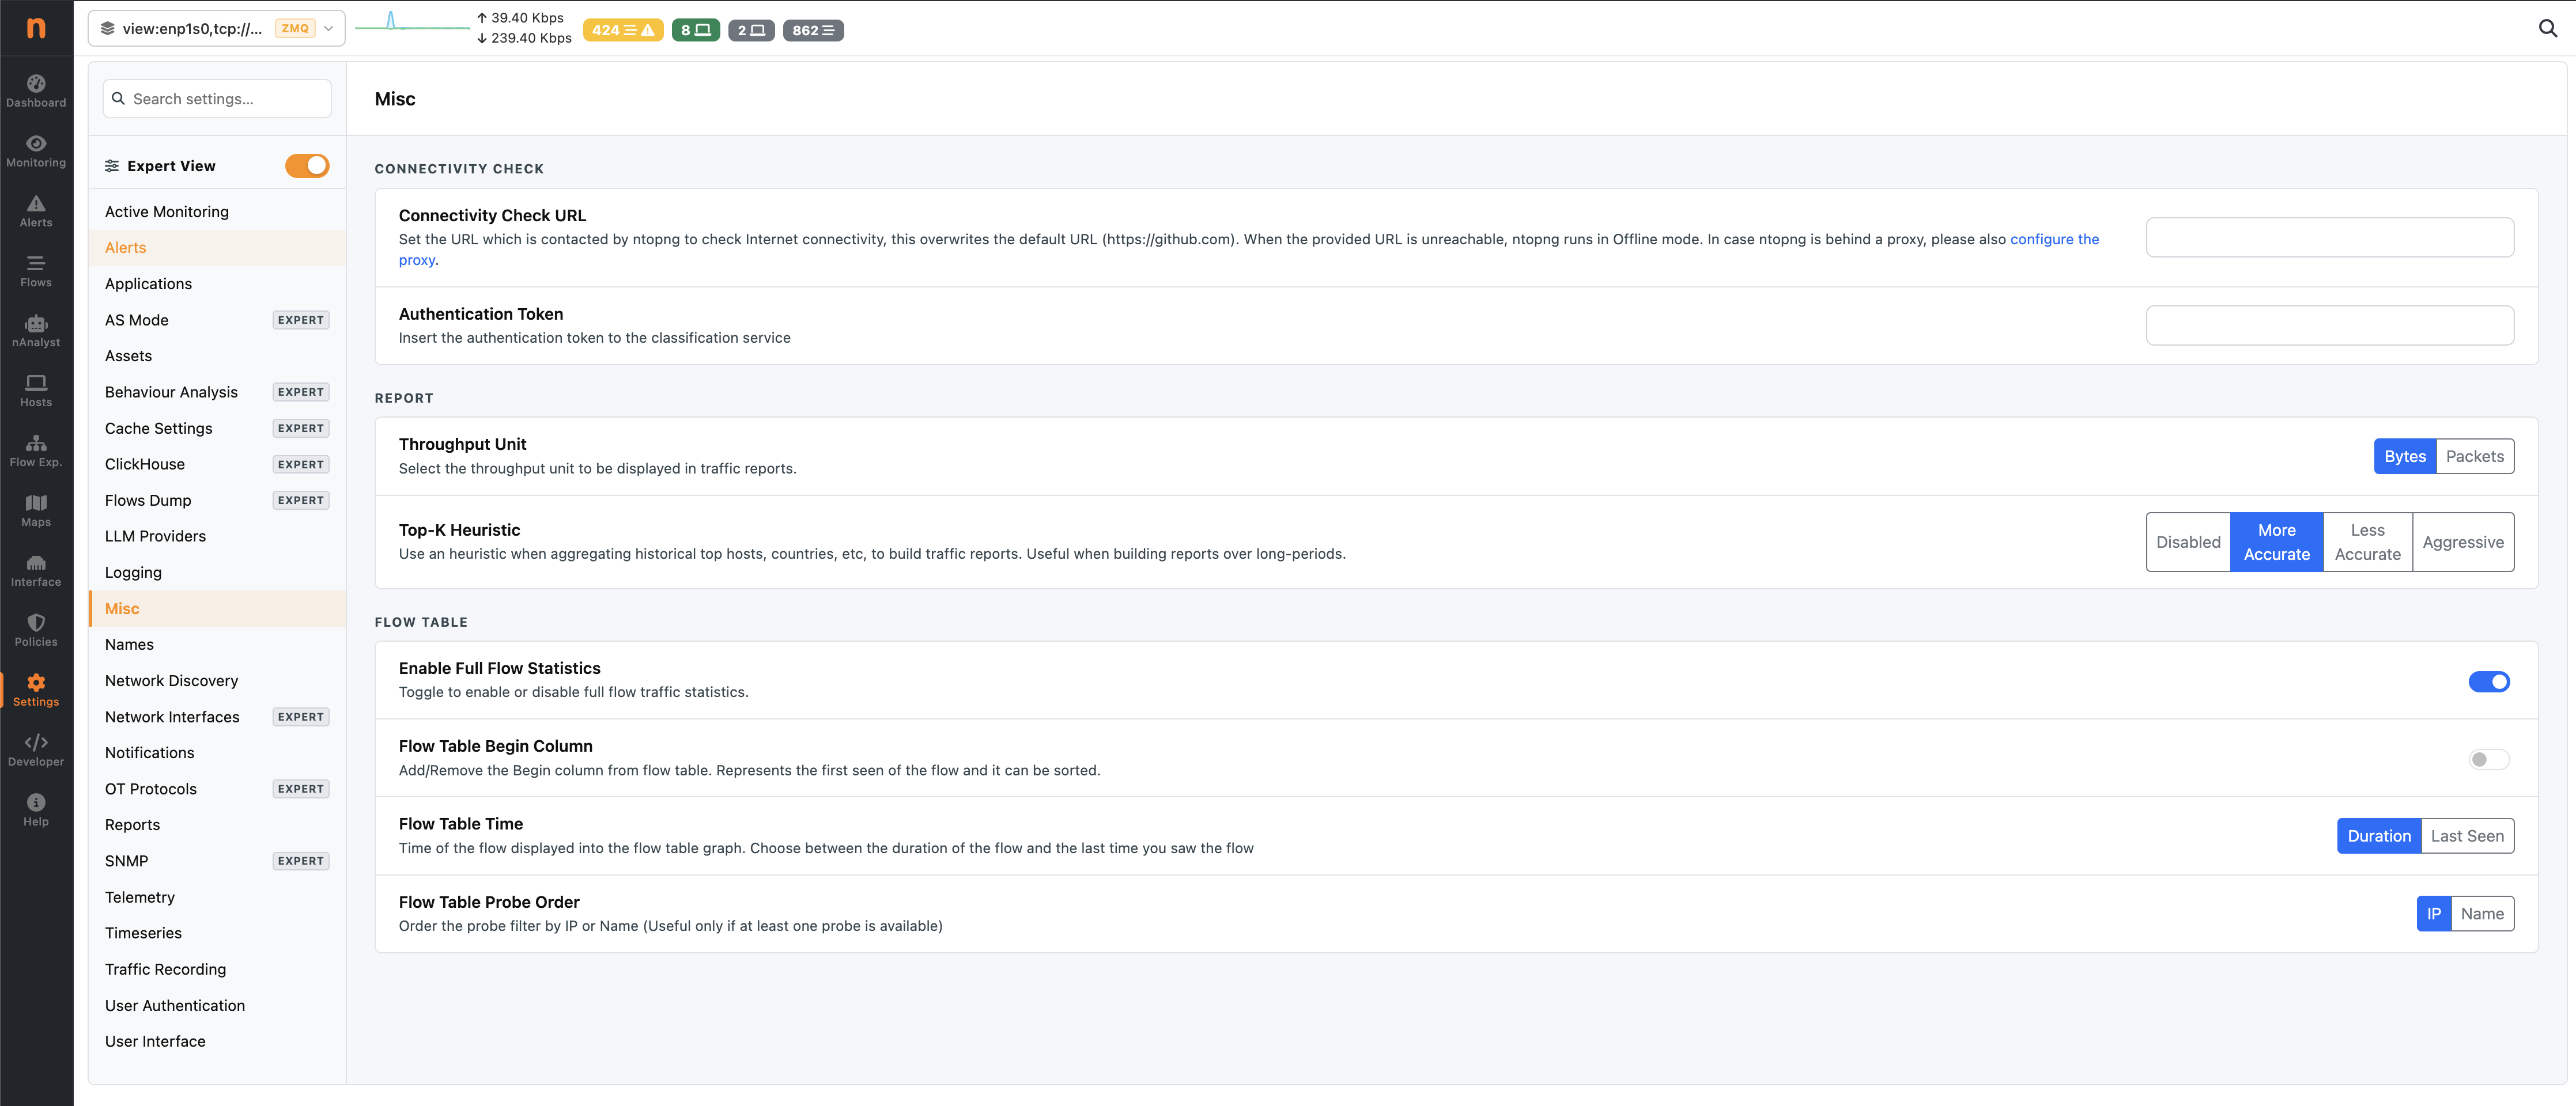 n
view:enp1s0,tcp://... ZMQ
↑ 39.40 Kbps
↓ 239.40 Kbps
424
8
2
862
Dashboard
Monitoring
Alerts
Flows
nAnalyst
Hosts
Flow Exp.
Maps
Interface
Policies
Settings
Developer
Help
Search settings...
Expert View
Active Monitoring
Alerts
Applications
AS Mode EXPERT
Assets
Behaviour Analysis EXPERT
Cache Settings EXPERT
ClickHouse EXPERT
Flows Dump EXPERT
LLM Providers
Logging
Misc
Names
Network Discovery
Network Interfaces EXPERT
Notifications
OT Protocols EXPERT
Reports
SNMP EXPERT
Telemetry
Timeseries
Traffic Recording
User Authentication
User Interface
Misc
CONNECTIVITY CHECK
Connectivity Check URL
Set the URL which is contacted by ntopng to check Internet connectivity, this overwrites the default URL (https://github.com). When the provided URL is unreachable, ntopng runs in Offline mode. In case ntopng is behind a proxy, please also configure the
proxy.
Authentication Token
Insert the authentication token to the classification service
REPORT
Throughput Unit
Select the throughput unit to be displayed in traffic reports.
Bytes Packets
Top-K Heuristic
Use an heuristic when aggregating historical top hosts, countries, etc, to build traffic reports. Useful when building reports over long-periods.
Disabled
More
Accurate
Less
Accurate
Aggressive
FLOW TABLE
Enable Full Flow Statistics
Toggle to enable or disable full flow traffic statistics.
Flow Table Begin Column
Add/Remove the Begin column from flow table. Represents the first seen of the flow and it can be sorted.
Flow Table Time
Time of the flow displayed into the flow table graph. Choose between the duration of the flow and the last time you saw the flow
Duration Last Seen
Flow Table Probe Order
Order the probe filter by IP or Name (Useful only if at least one probe is available)
IP Name